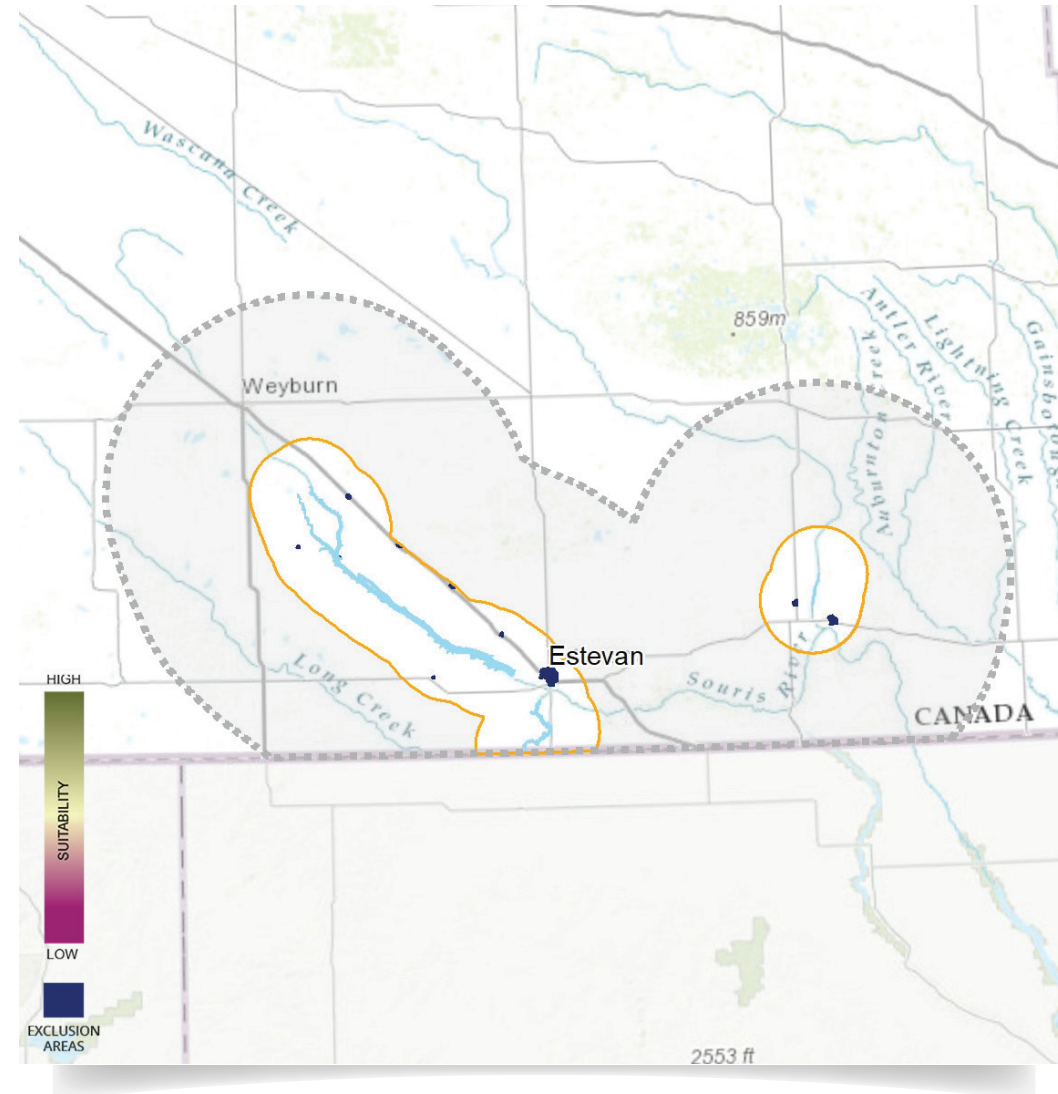 Wascana Creek
859m
Antler River
Lightning Creek
Auburnton Creek
Weyburn
Estevan
Long Creek
Souris River
CANADA
HIGH
SUITABILITY
LOW
EXCLUSION
AREAS
2553 ft